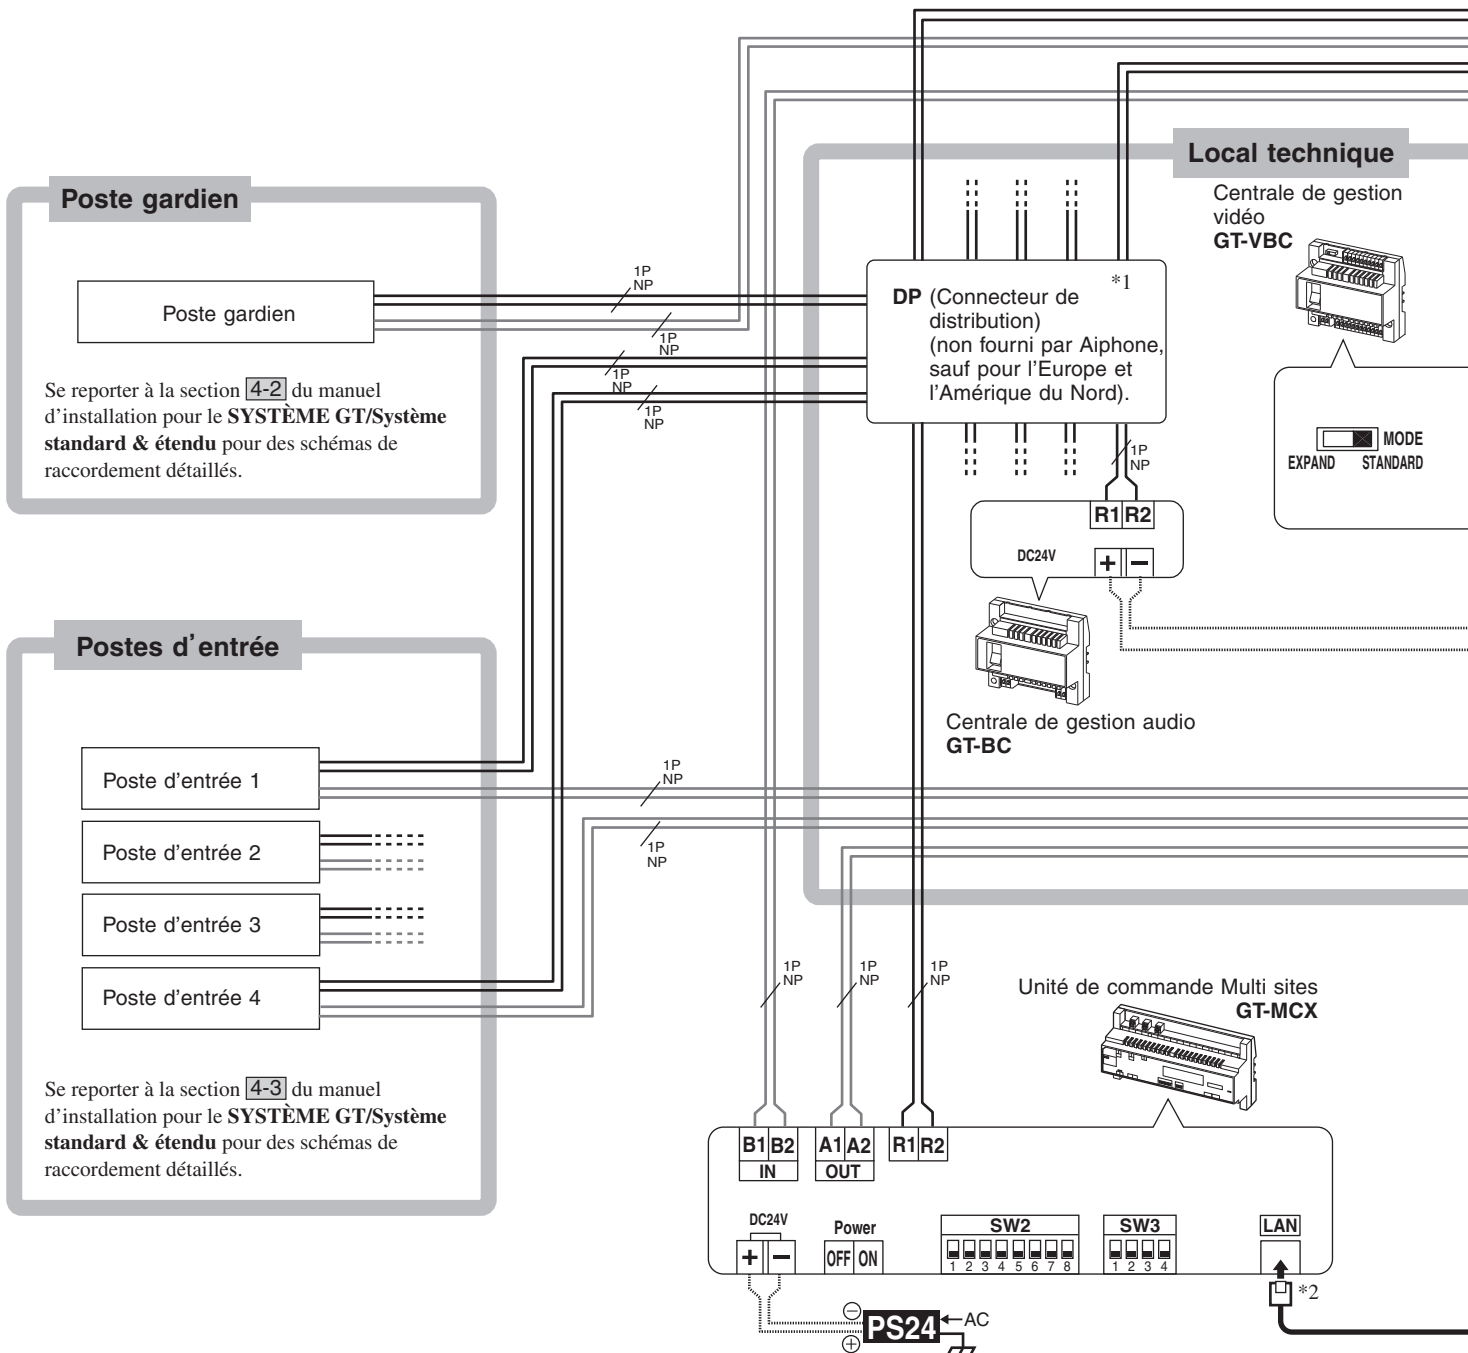 Local technique
Centrale de gestion
vidéo
GT-VBC
Poste gardien
Poste gardien
1P
NP
1P
NP
1P
NP
1P
NP
Se reporter à la section 4-2 du manuel
d'installation pour le SYSTÈME GT/Système
standard & étendu pour des schémas de
raccordement détaillés.
*1
DP (Connecteur de
distribution)
(non fourni par Aiphone,
sauf pour l'Europe et
l'Amérique du Nord).
MODE
EXPAND STANDARD
1P
NP
R1 R2
DC24V
+ −
Centrale de gestion audio
GT-BC
Postes d'entrée
Poste d'entrée 1
Poste d'entrée 2
Poste d'entrée 3
Poste d'entrée 4
1P
NP
1P
NP
Se reporter à la section 4-3 du manuel
d'installation pour le SYSTÈME GT/Système
standard & étendu pour des schémas de
raccordement détaillés.
1P
NP
1P
NP
1P
NP
Unité de commande Multi sites
GT-MCX
B1 B2 A1 A2 R1 R2
IN OUT
DC24V Power SW2 SW3 LAN
+ − OFF ON
1 2 3 4 5 6 7 8 1 2 3 4
*2
− PS24 AC
+